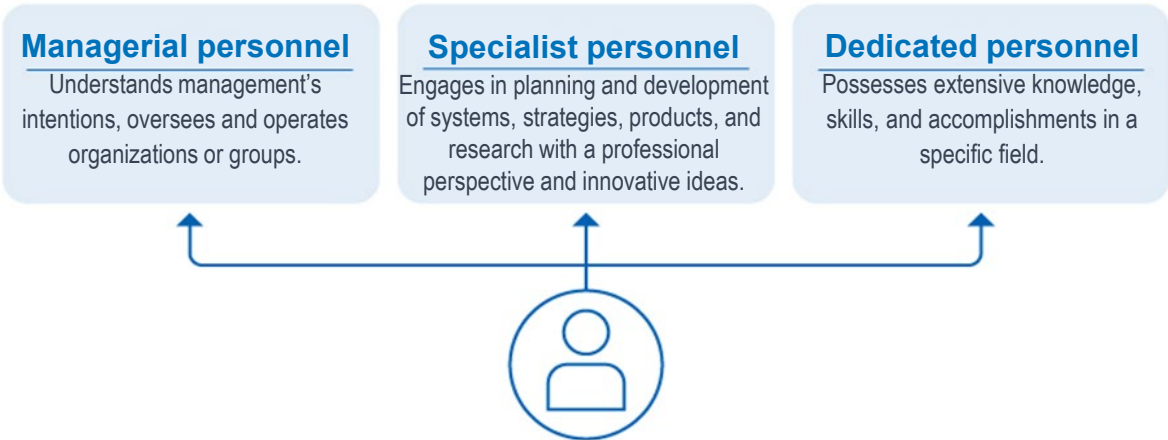 Managerial personnel
Understands management’s
intentions, oversees and operates
organizations or groups.
Specialist personnel
Engages in planning and development
of systems, strategies, products, and
research with a professional
perspective and innovative ideas.
Dedicated personnel
Possesses extensive knowledge,
skills, and accomplishments in a
specific field.